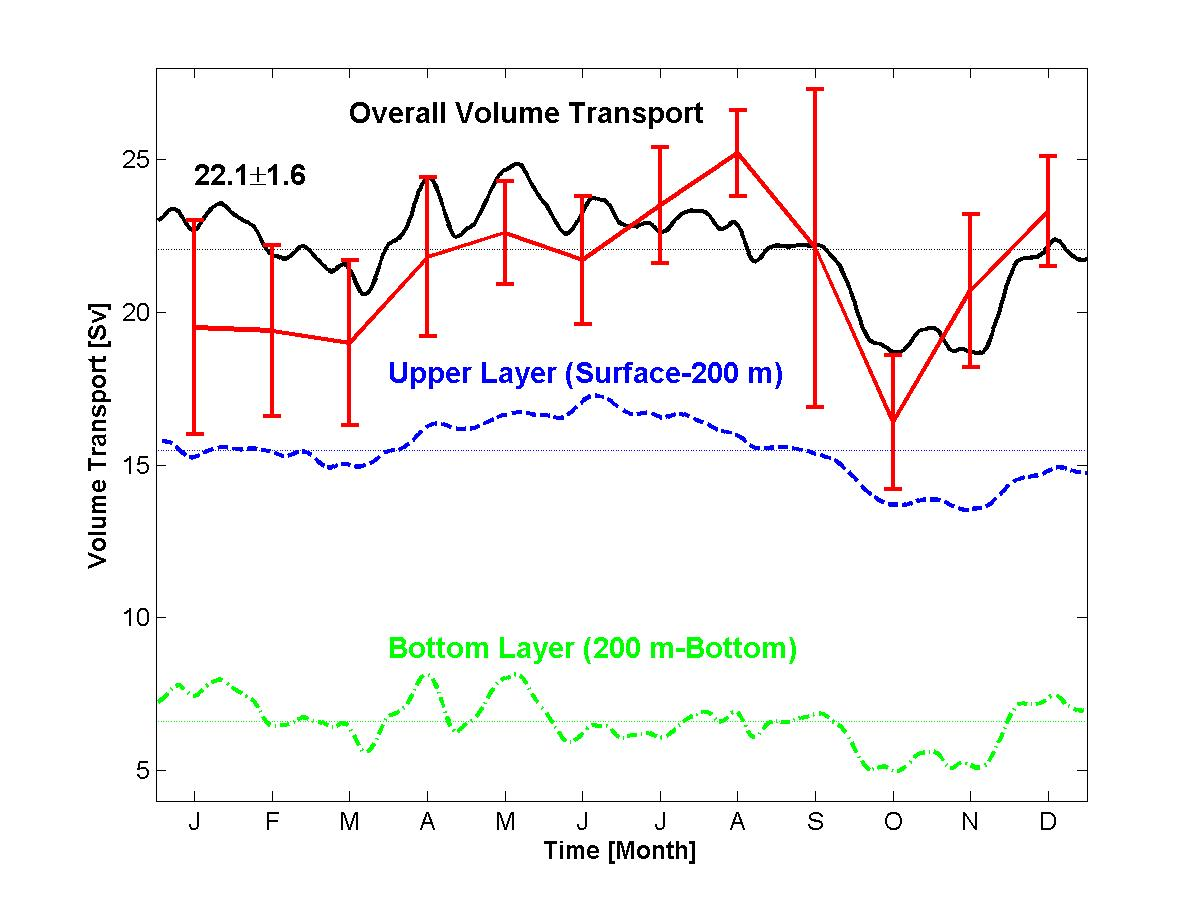 Overall Volume Transport
22.1±1.6
Upper Layer (Surface-200 m)
Bottom Layer (200 m-Bottom)
Volume Transport [Sv]
25
20
15
10
5
J F M A M J J A S O N D
Time [Month]